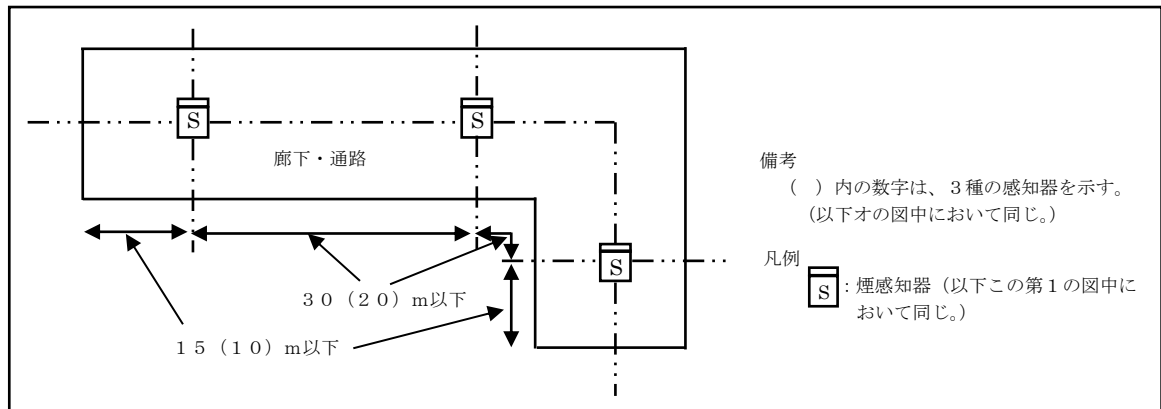 S
S
廊下・通路
S
３０（２０）ｍ以下
１５（１０）ｍ以下
備考
（　）内の数字は、３種の感知器を示す。
（以下オの図中において同じ。）
凡例
S：煙感知器（以下この第１の図中に
おいて同じ。）